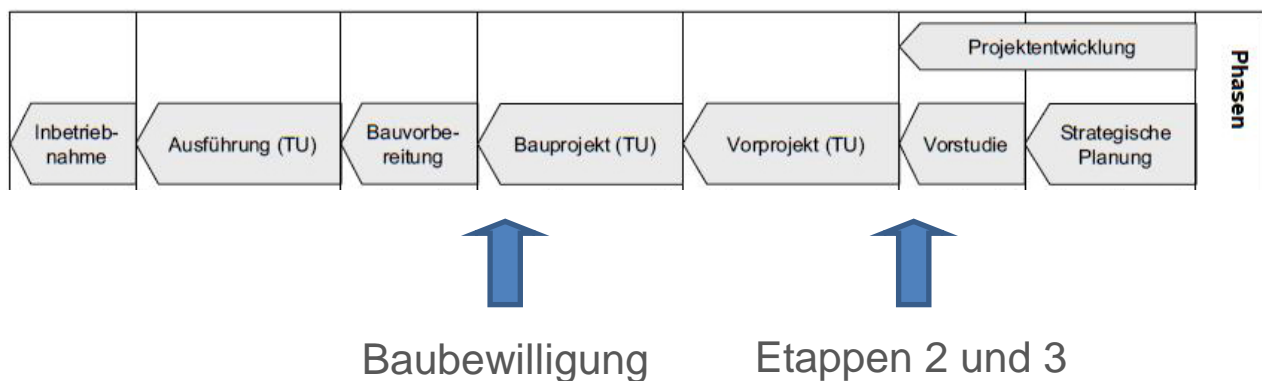 Projektentwicklung
Phasen
Inbetrieb-
nahme
Ausführung (TU)
Bauvorbe-
reitung
Bauprojekt (TU)
Vorprojekt (TU)
Vorstudie
Strategische
Planung
Baubewilligung
Etappen 2 und 3